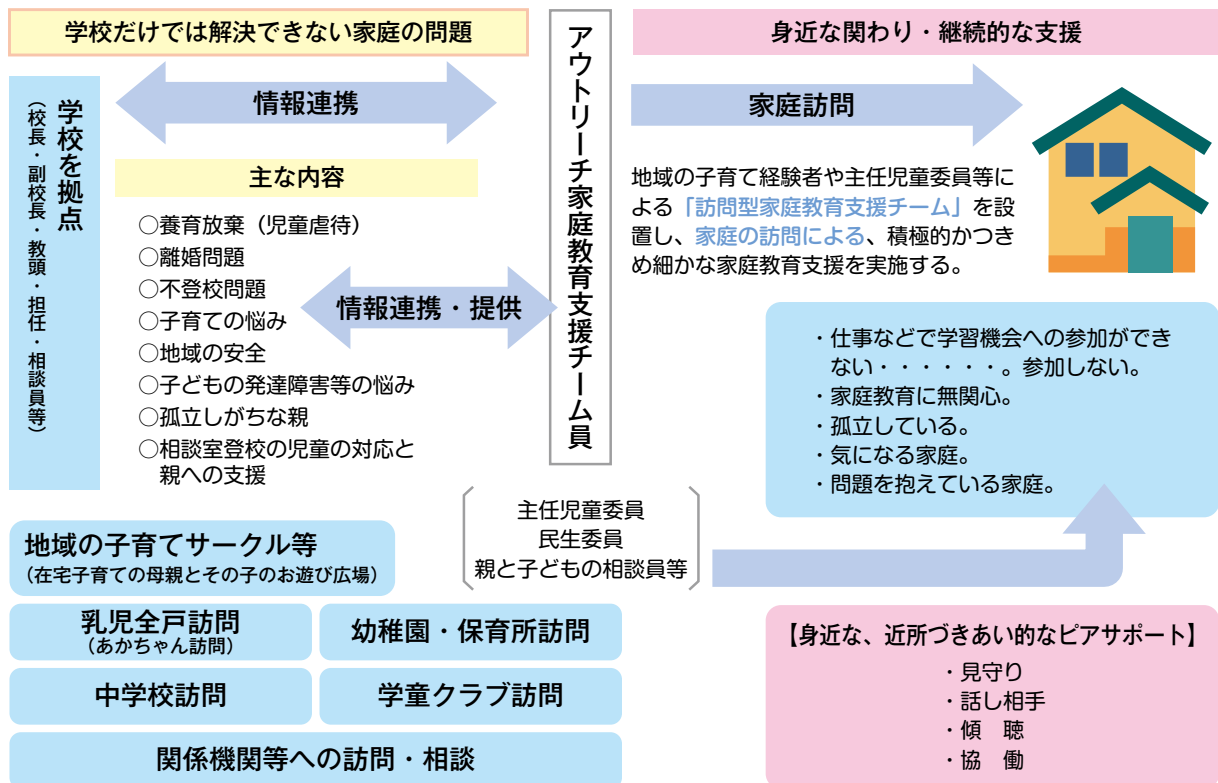 学校だけでは解決できない家庭の問題
学校を拠点
（校長・副校長・教頭・担任・相談員等）
情報連携
主な内容
○養育放棄（児童虐待）
○離婚問題
○不登校問題
○子育ての悩み
○地域の安全
○子どもの発達障害等の悩み
○孤立しがちな親
○相談室登校の児童の対応と
親への支援
情報連携・提供
アウトリーチ家庭教育支援チーム員
主任児童委員
民生委員
親と子どもの相談員等
身近な関わり・継続的な支援
家庭訪問
地域の子育て経験者や主任児童委員等に
よる「訪問型家庭教育支援チーム」を設
置し、家庭の訪問による、積極的かつき
め細かな家庭教育支援を実施する。
・仕事などで学習機会への参加ができ
ない・・・・・・。参加しない。
・家庭教育に無関心。
・孤立している。
・気になる家庭。
・問題を抱えている家庭。
地域の子育てサークル等
（在宅子育ての母親とその子のお遊び広場）
乳児全戸訪問
（あかちゃん訪問）
幼稚園・保育所訪問
中学校訪問
学童クラブ訪問
関係機関等への訪問・相談
【身近な、近所づきあい的なピアサポート】
・見守り
・話し相手
・傾　聴
・協　働